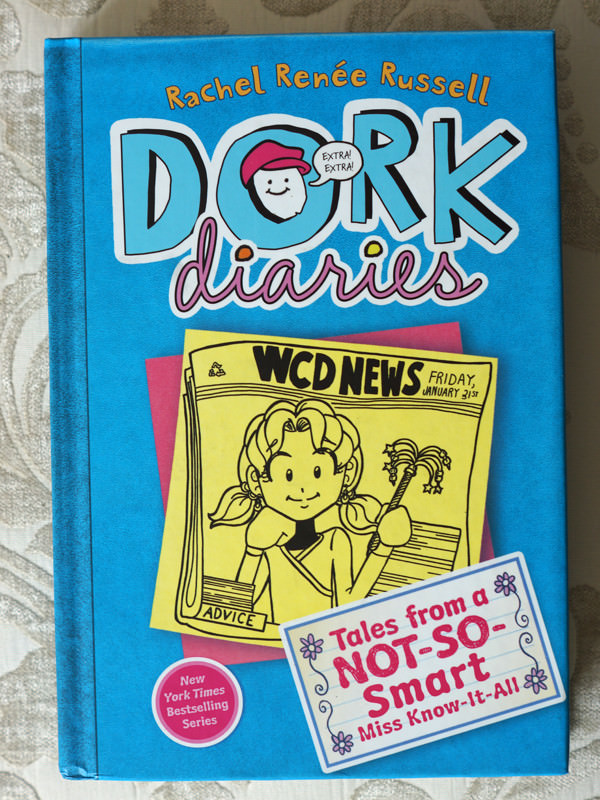 Rachel Renée Russell
DORK
EXTRA!
EXTRA!
diaries
WCD NEWS
FRIDAY,
JANUARY 31ST
ADVICE
Tales from a
NOT-SO-
Smart
Miss Know-It-All
New
York Times
Bestselling
Series